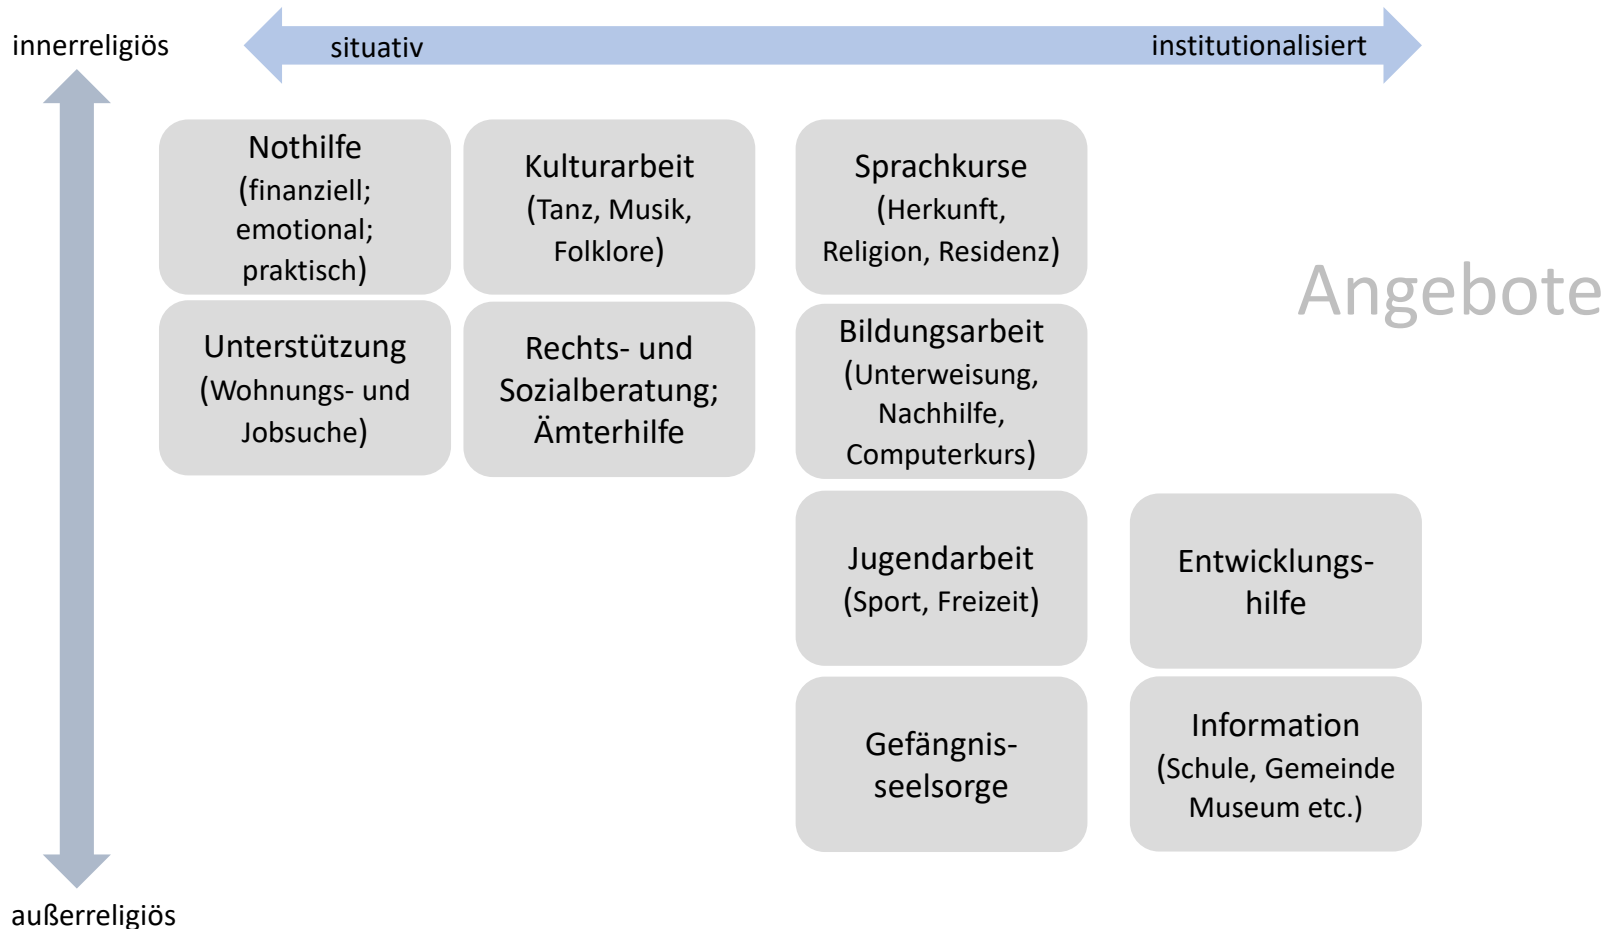 innerreligiös
situativ
institutionalisiert
Nothilfe
(finanziell;
emotional;
praktisch)
Kulturarbeit
(Tanz, Musik,
Folklore)
Sprachkurse
(Herkunft,
Religion, Residenz)
Angebote
Unterstützung
(Wohnungs- und
Jobsuche)
Rechts- und
Sozialberatung;
Ämterhilfe
Bildungsarbeit
(Unterweisung,
Nachhilfe,
Computerkurs)
Jugendarbeit
(Sport, Freizeit)
Entwicklungs-
hilfe
Gefängnis-
seelsorge
Information
(Schule, Gemeinde
Museum etc.)
außerreligiös